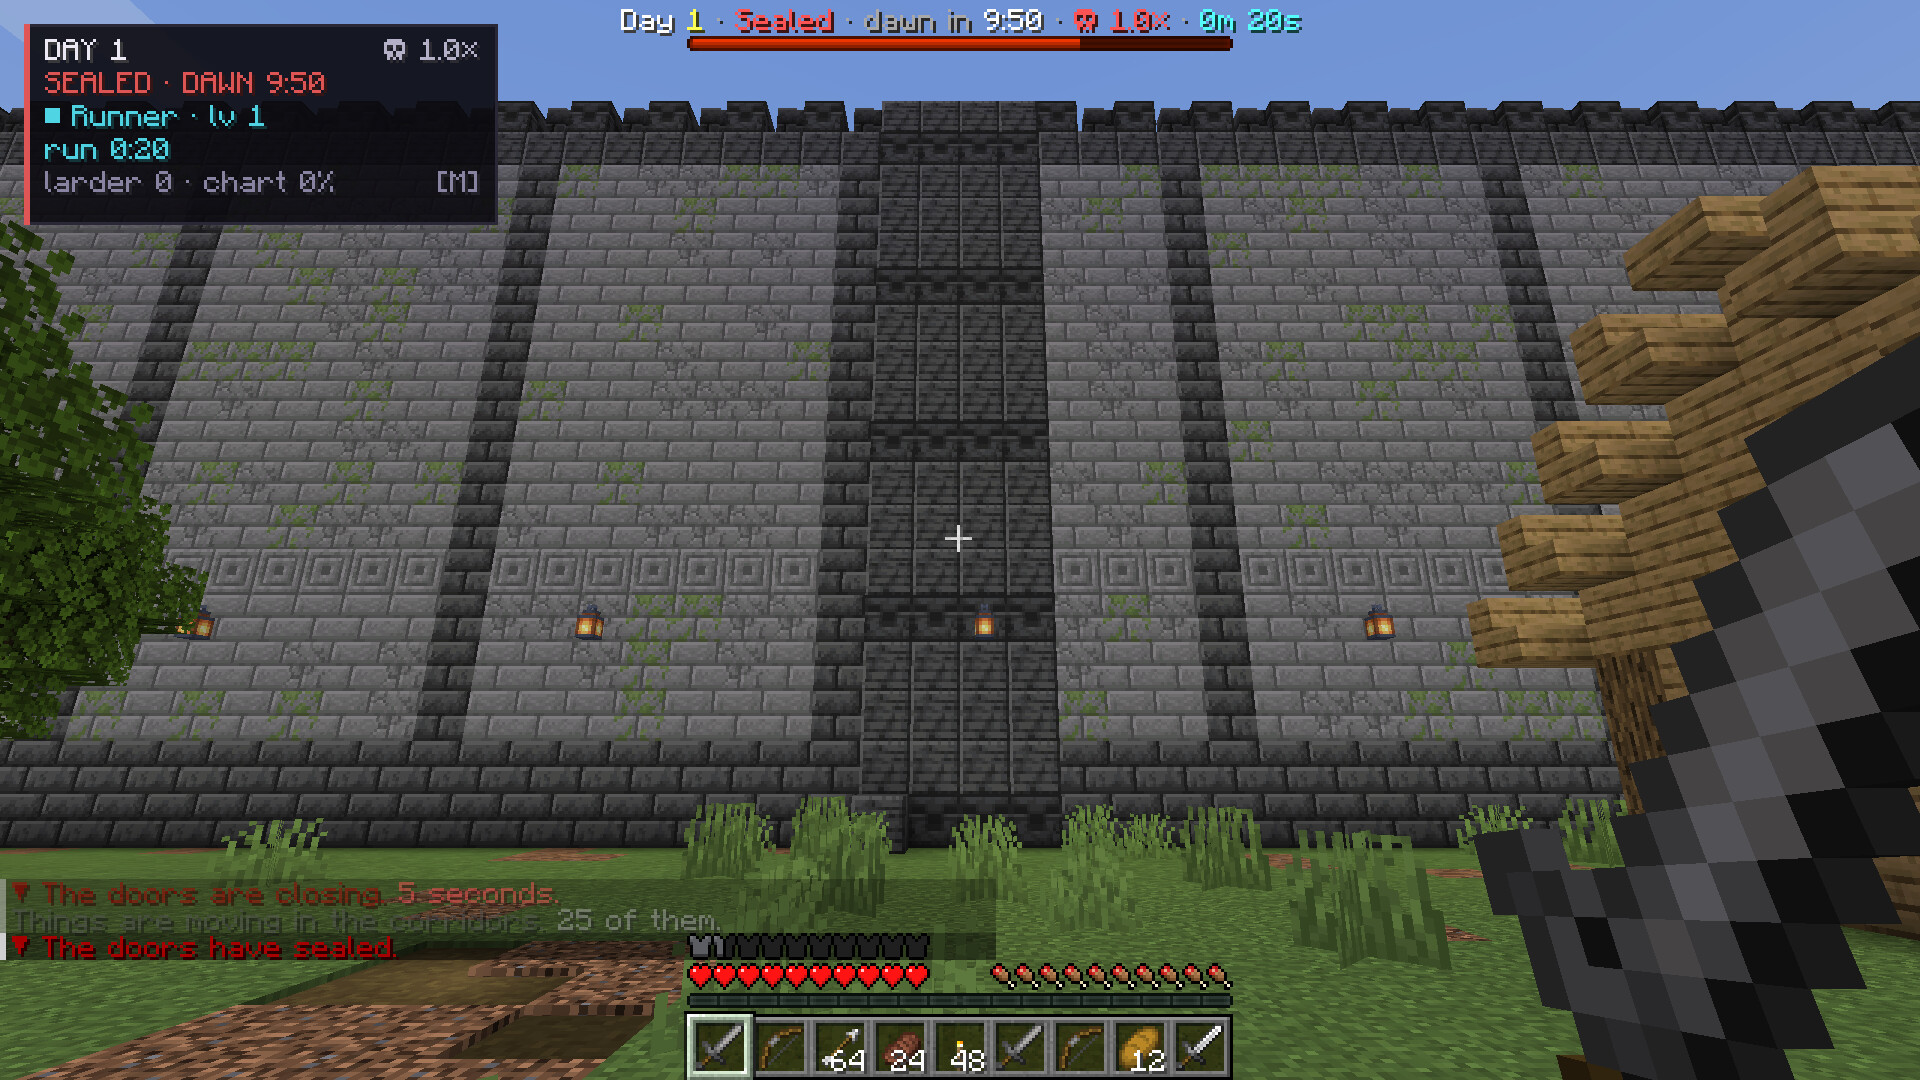 Day 1 · Sealed · dawn in 9:50 · 1.0× · 0m 20s
DAY 1 1.0×
SEALED · DAWN 9:50
Runner · lv 1
run 0:20
larder 0 · chart 0% [M]
▼ The doors are closing. 5 seconds.
Things are moving in the corridors. 25 of them.
▼ The doors have sealed.
64 24 48 12